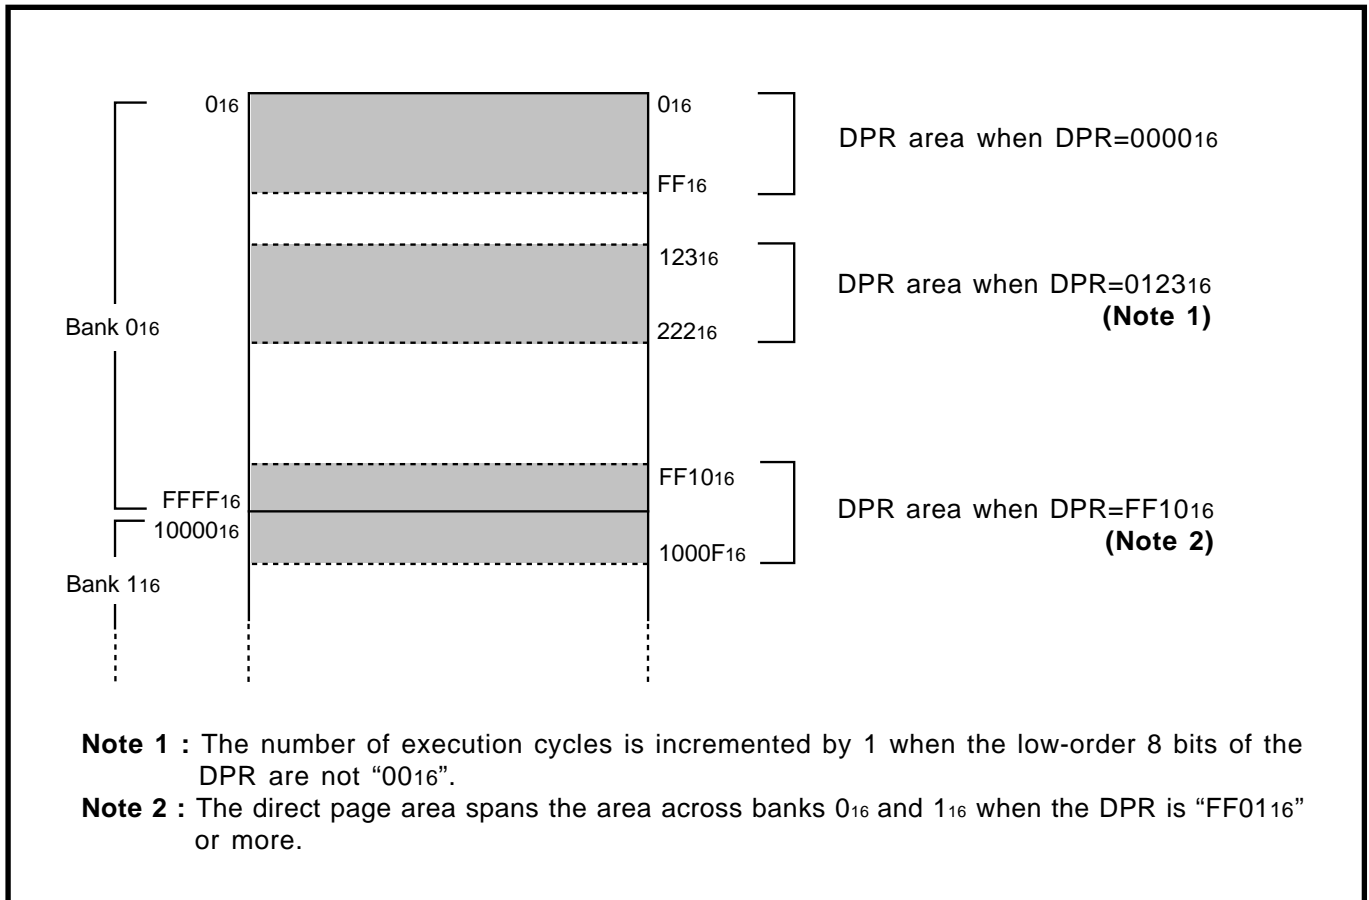 0₁₆
0₁₆
DPR area when DPR=0000₁₆
FF₁₆
123₁₆
DPR area when DPR=0123₁₆
(Note 1)
Bank 0₁₆
222₁₆
FF10₁₆
FFFF₁₆
DPR area when DPR=FF10₁₆
10000₁₆
(Note 2)
1000F₁₆
Bank 1₁₆
Note 1 : The number of execution cycles is incremented by 1 when the low-order 8 bits of the
DPR are not “00₁₆”.
Note 2 : The direct page area spans the area across banks 0₁₆ and 1₁₆ when the DPR is “FF01₁₆”
or more.